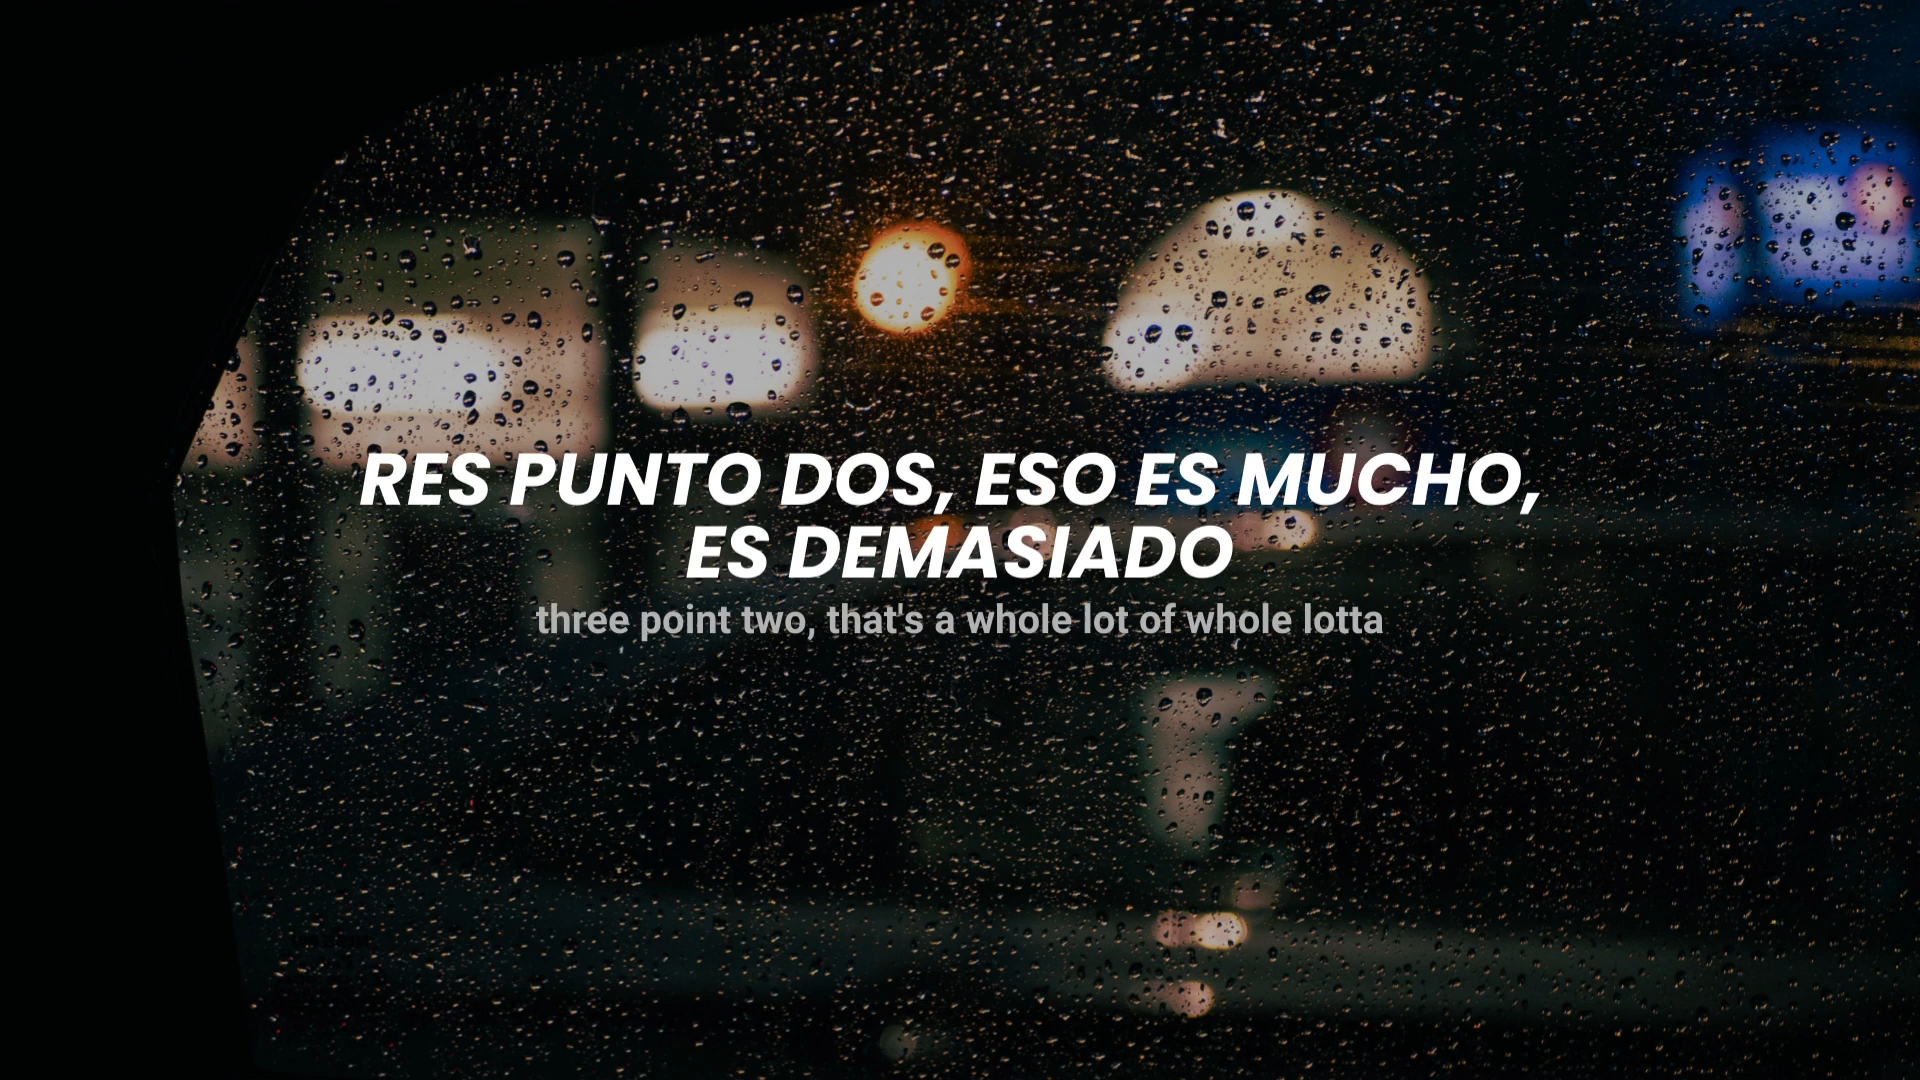 RES PUNTO DOS, ESO ES MUCHO,
ES DEMASIADO
three point two, that's a whole lot of whole lotta